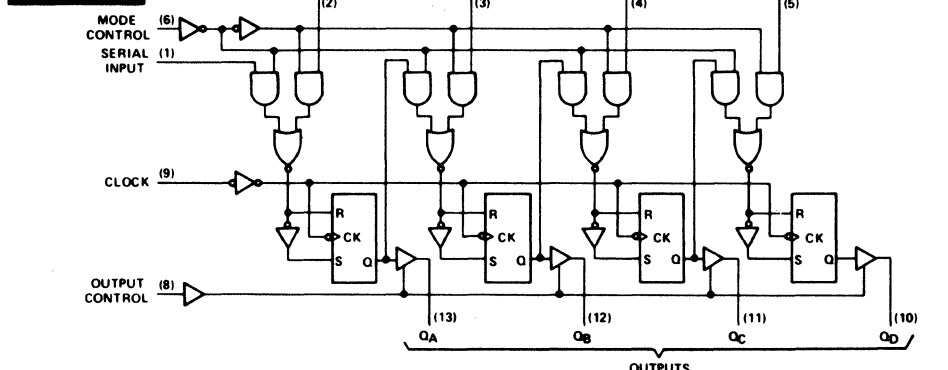 (2) (3) (4) (5)
MODE CONTROL (6)
SERIAL INPUT (1)
CLOCK (9)
R R R R
CK CK CK CK
S Q S Q S Q S Q
OUTPUT CONTROL (8)
(13) (12) (11) (10)
QA QB QC QD
OUTPUTS